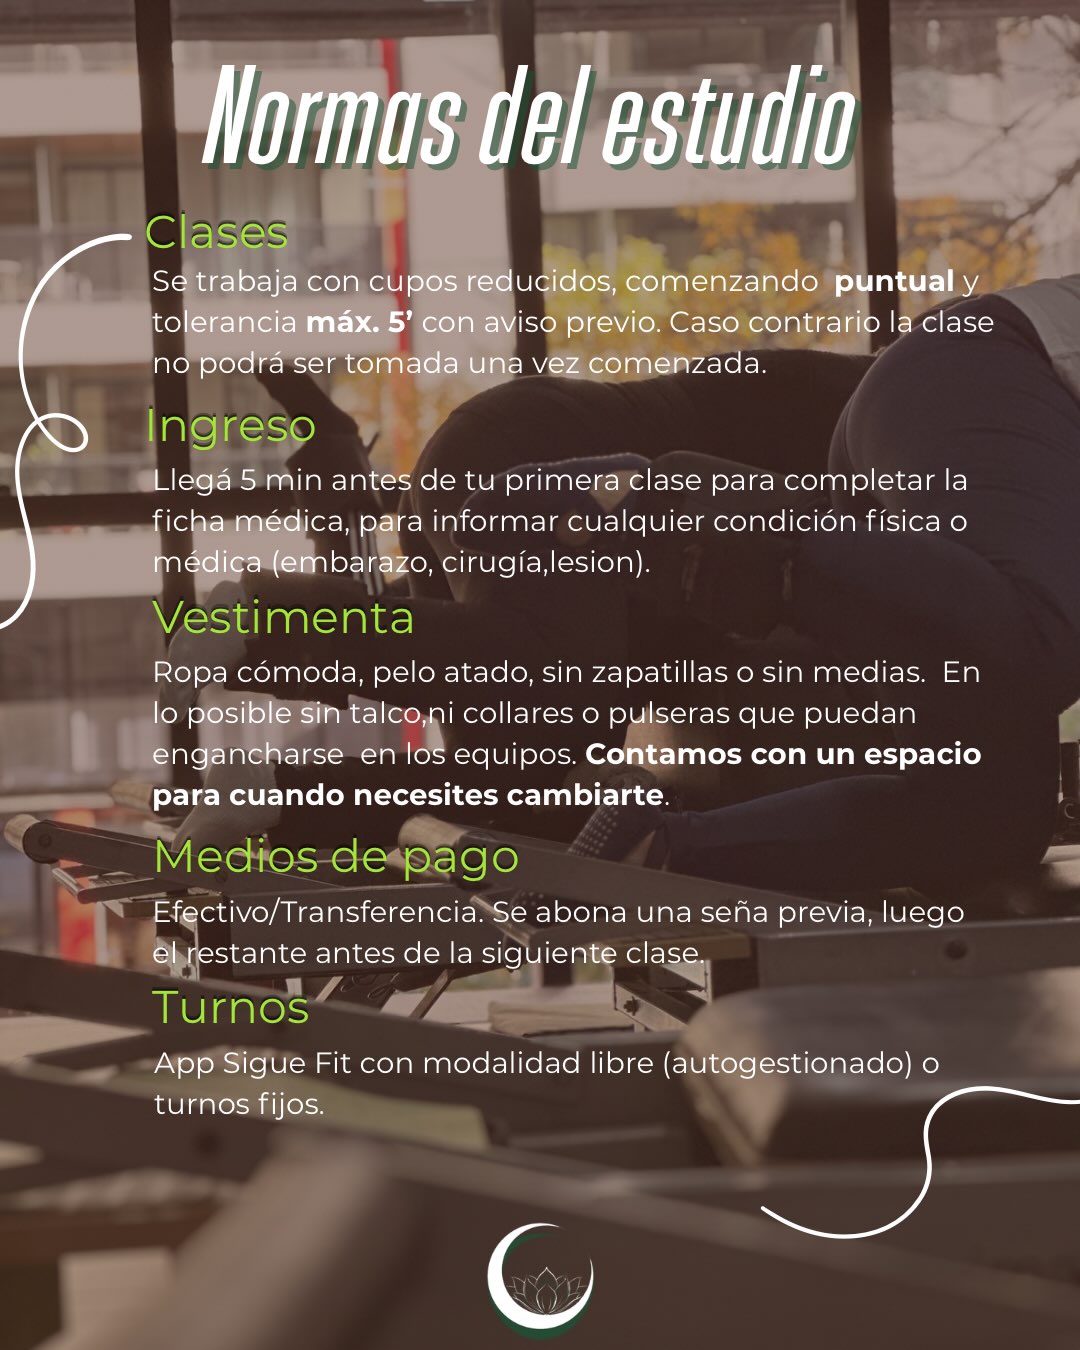 Normas del estudio
Clases
Se trabaja con cupos reducidos, comenzando  puntual y
tolerancia máx. 5’ con aviso previo. Caso contrario la clase
no podrá ser tomada una vez comenzada.
Ingreso
Llegá 5 min antes de tu primera clase para completar la
ficha médica, para informar cualquier condición física o
médica (embarazo, cirugía,lesion).
Vestimenta
Ropa cómoda, pelo atado, sin zapatillas o sin medias.  En
lo posible sin talco,ni collares o pulseras que puedan
engancharse  en los equipos. Contamos con un espacio
para cuando necesites cambiarte.
Medios de pago
Efectivo/Transferencia. Se abona una seña previa, luego
el restante antes de la siguiente clase.
Turnos
App Sigue Fit con modalidad libre (autogestionado) o
turnos fijos.